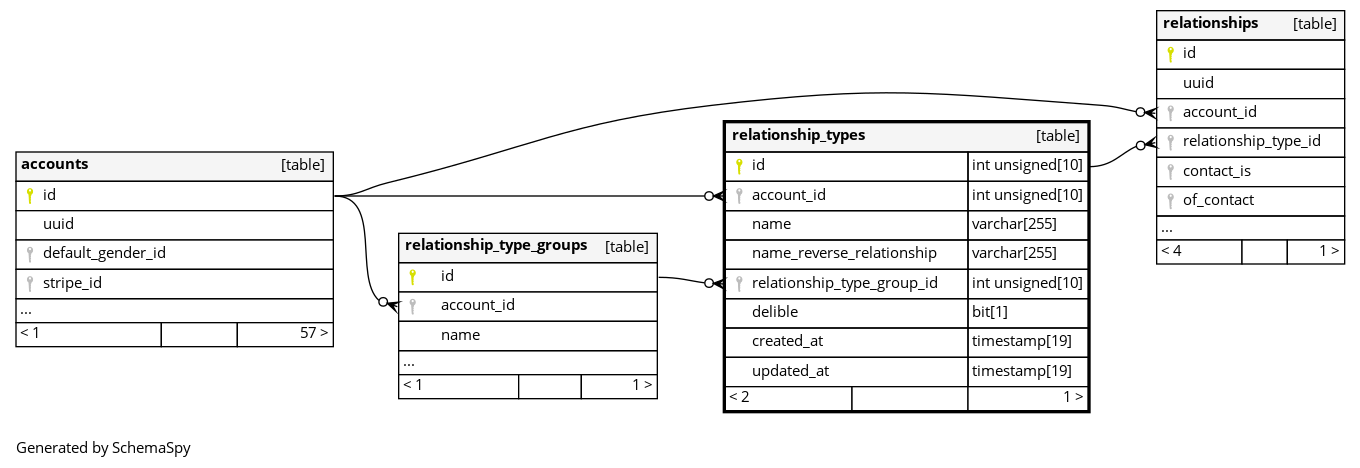 relationships [table]
id
uuid
account_id
relationship_type_id
contact_is
of_contact
...
< 4 1 >
relationship_types [table]
id int unsigned[10]
account_id int unsigned[10]
name varchar[255]
name_reverse_relationship varchar[255]
relationship_type_group_id int unsigned[10]
delible bit[1]
created_at timestamp[19]
updated_at timestamp[19]
< 2 1 >
accounts [table]
id
uuid
default_gender_id
stripe_id
...
< 1 57 >
relationship_type_groups [table]
id
account_id
name
...
< 1 1 >
Generated by SchemaSpy